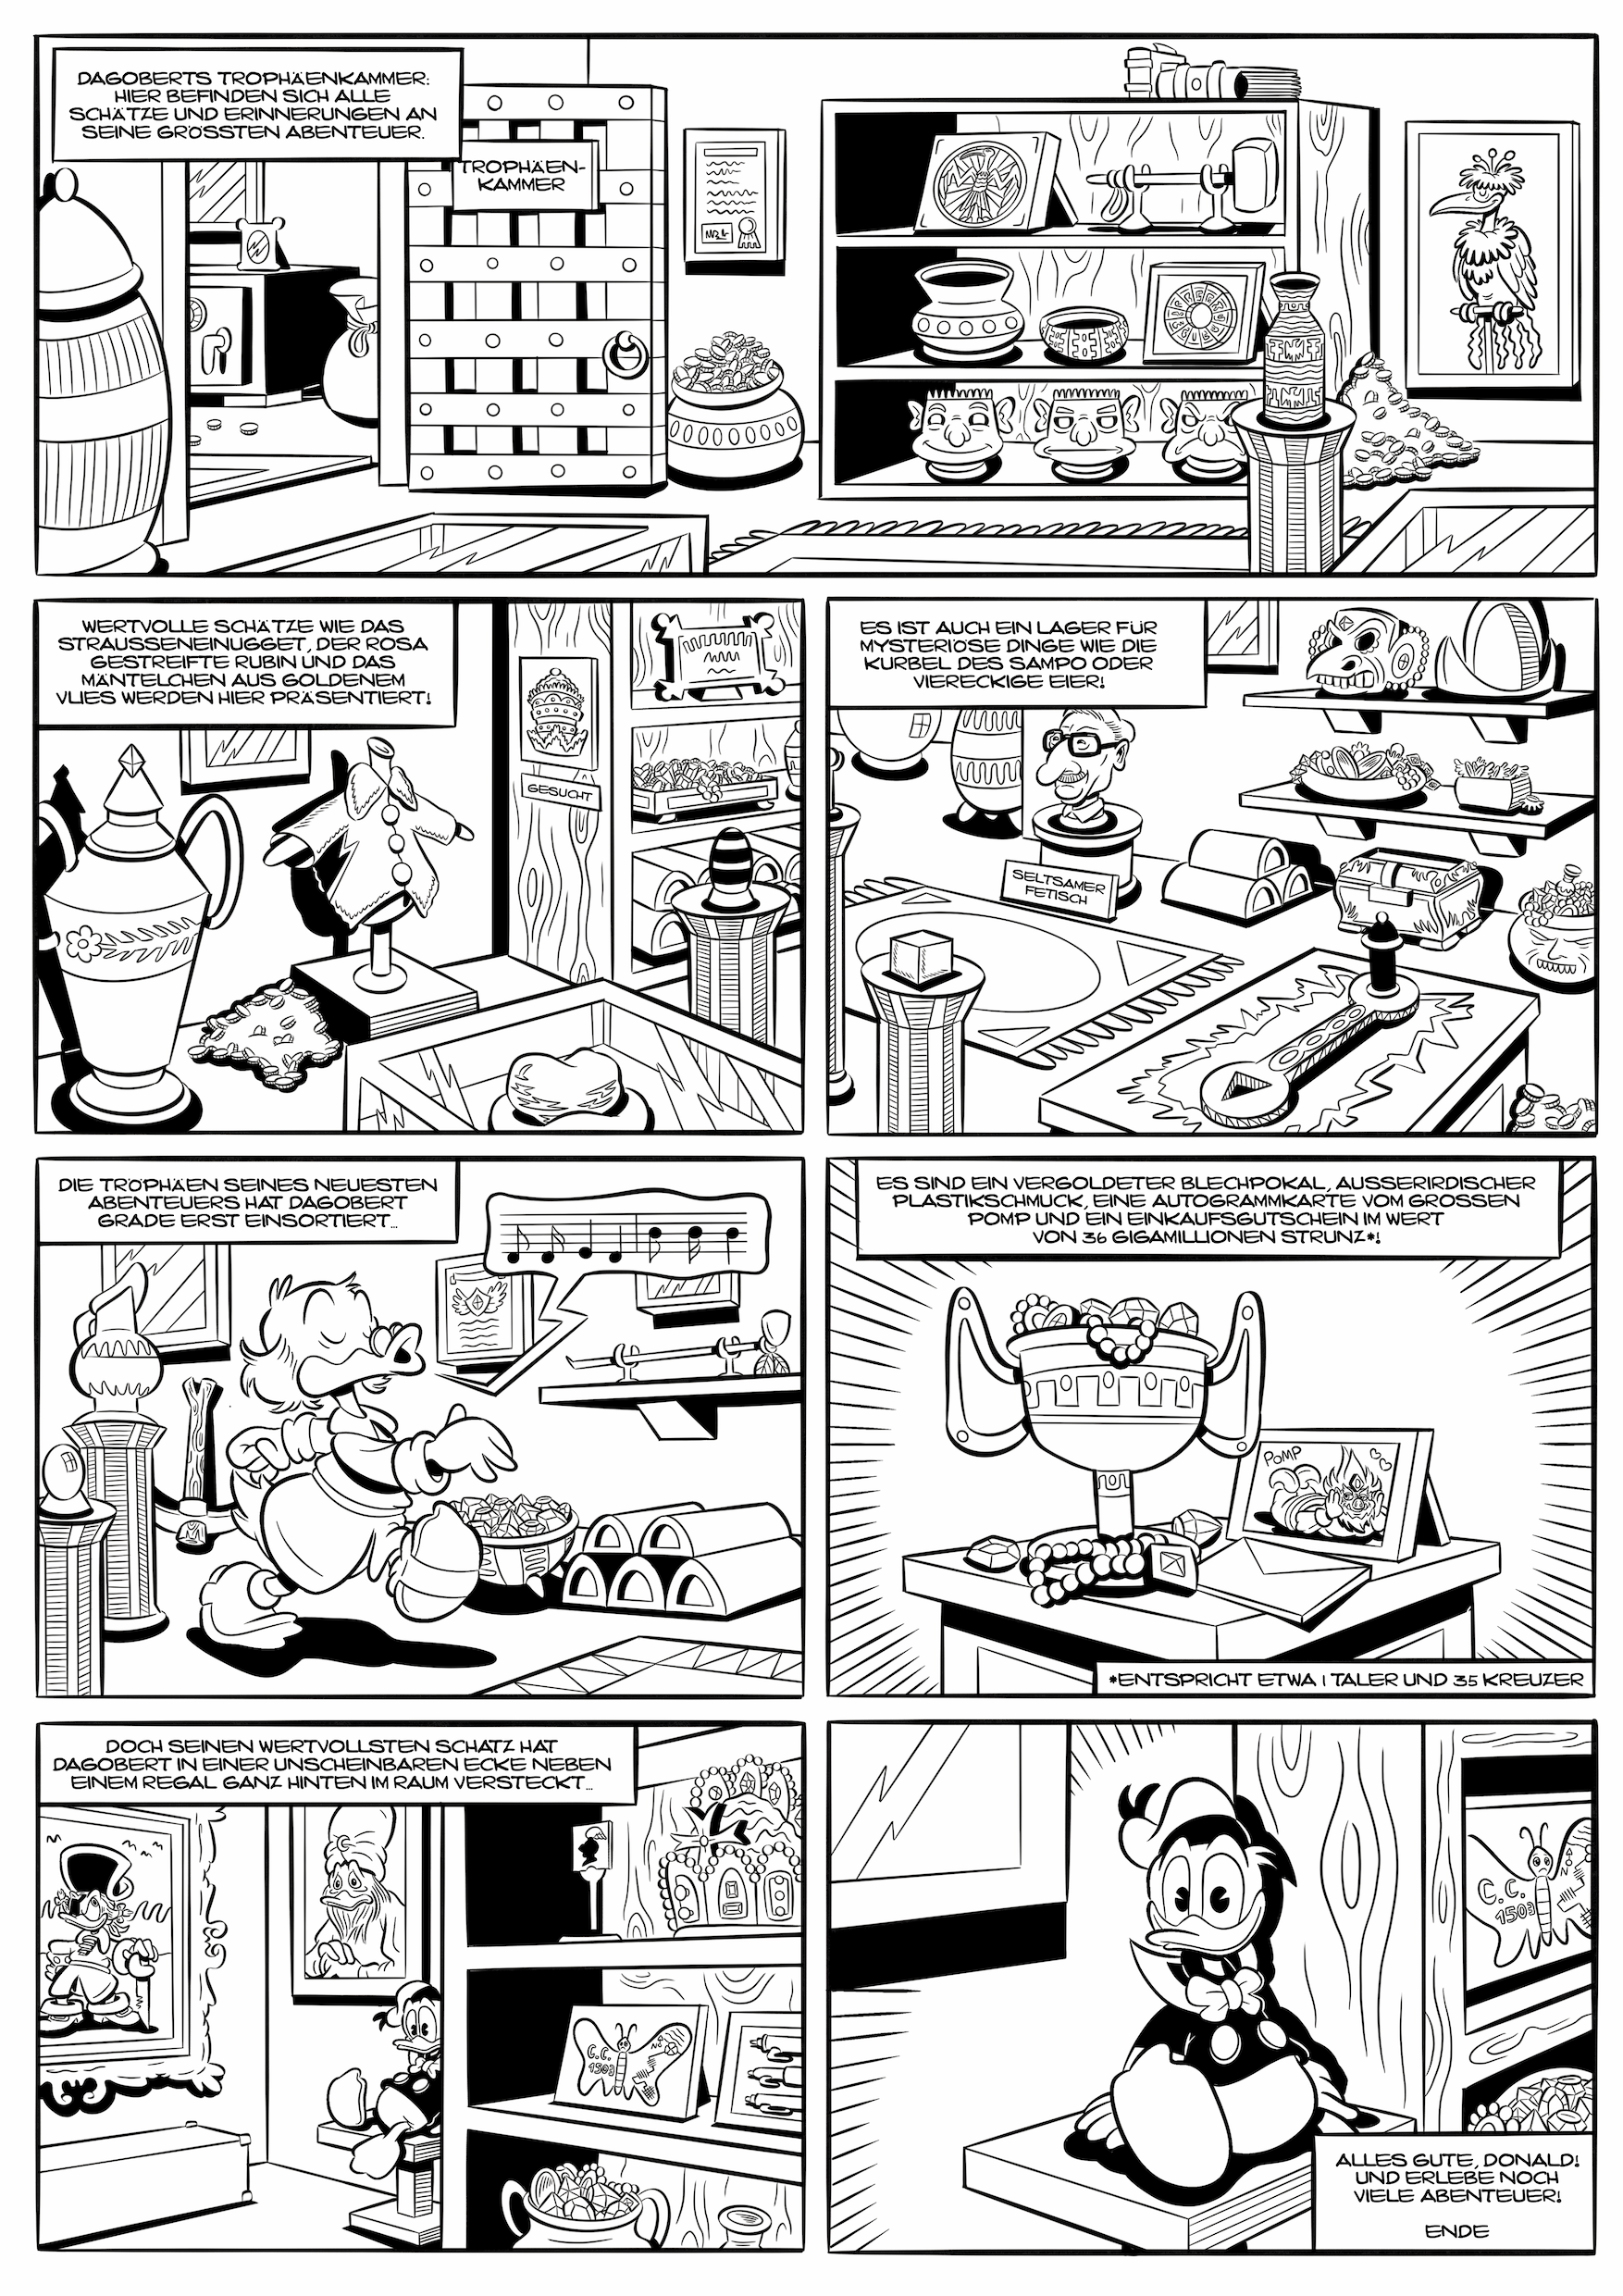 DAGOBERTS TROPHÄENKAMMER:
HIER BEFINDEN SICH ALLE
SCHÄTZE UND ERINNERUNGEN AN
SEINE GRÖSSTEN ABENTEUER.
TROPHÄEN-
KAMMER
WERTVOLLE SCHÄTZE WIE DAS
STRAUSSENEINUGGET, DER ROSA
GESTREIFTE RUBIN UND DAS
MÄNTELCHEN AUS GOLDENEM
VLIES WERDEN HIER PRÄSENTIERT!
GESUCHT
ES IST AUCH EIN LAGER FÜR
MYSTERIÖSE DINGE WIE DIE
KURBEL DES SAMPO ODER
VIERECKIGE EIER!
SELTSAMER
FETISCH
DIE TROPHÄEN SEINES NEUESTEN
ABENTEUERS HAT DAGOBERT
GRADE ERST EINSORTIERT...
ES SIND EIN VERGOLDETER BLECHPOKAL, AUSSERIRDISCHER
PLASTIKSCHMUCK, EINE AUTOGRAMMKARTE VOM GROSSEN
POMP UND EIN EINKAUFSGUTSCHEIN IM WERT
VON 36 GIGAMILLIONEN STRUNZ*!
POMP
*ENTSPRICHT ETWA 1 TALER UND 35 KREUZER
DOCH SEINEN WERTVOLLSTEN SCHATZ HAT
DAGOBERT IN EINER UNSCHEINBAREN ECKE NEBEN
EINEM REGAL GANZ HINTEN IM RAUM VERSTECKT...
C.C.
1503
N
C.C.
1503
N
ALLES GUTE, DONALD!
UND ERLEBE NOCH
VIELE ABENTEUER!
ENDE